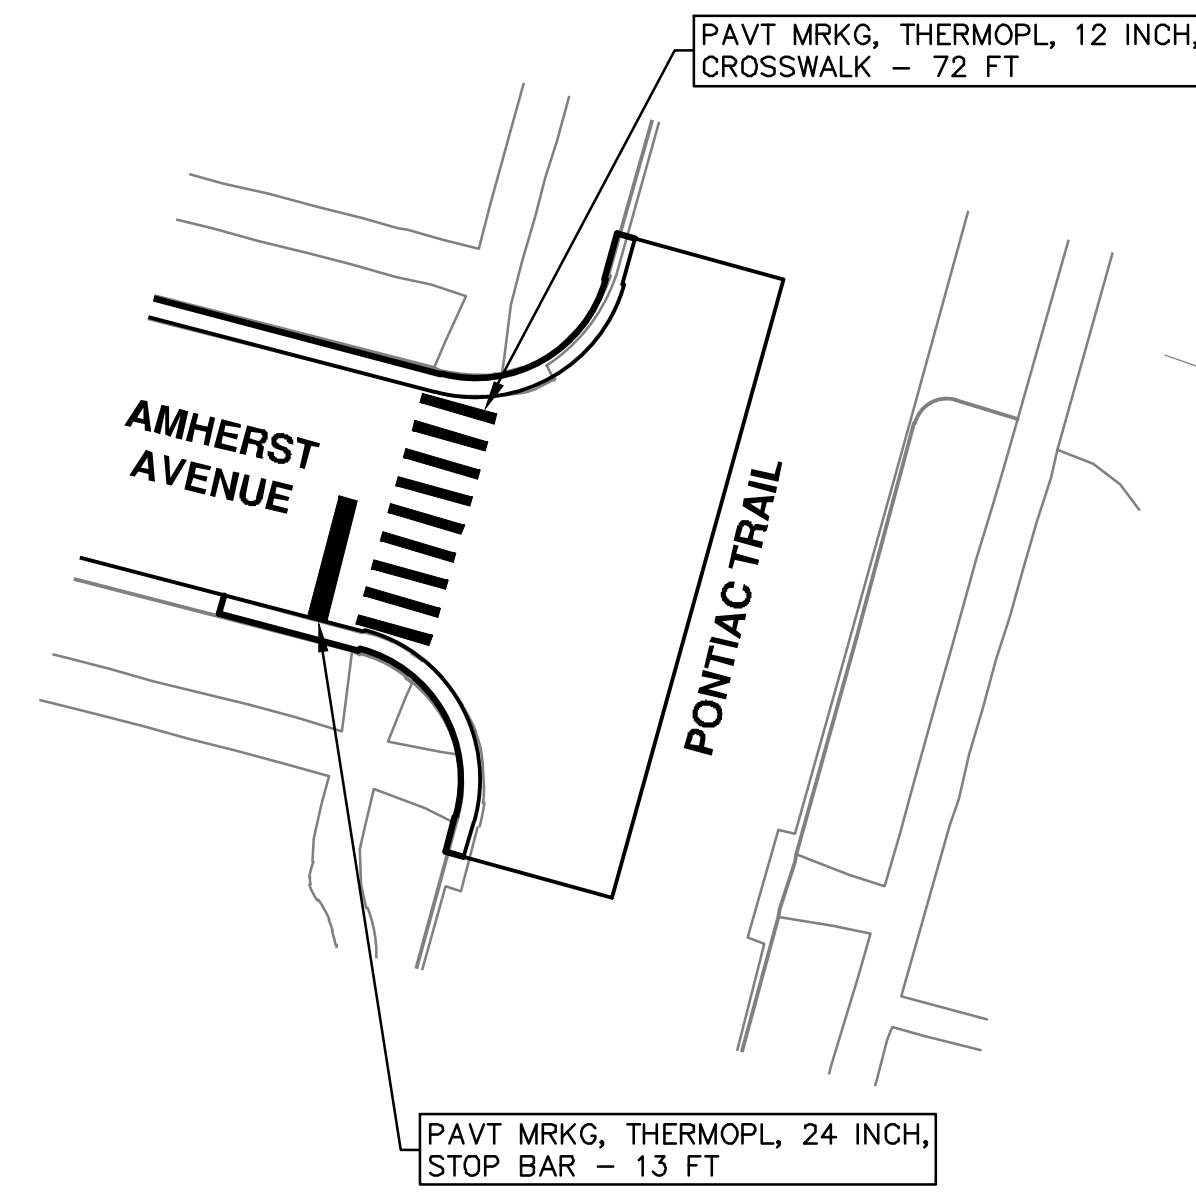 PAVT MRKG, THERMOPL, 12 INCH,
CROSSWALK – 72 FT
AMHERST
AVENUE
PONTIAC TRAIL
PAVT MRKG, THERMOPL, 24 INCH,
STOP BAR – 13 FT